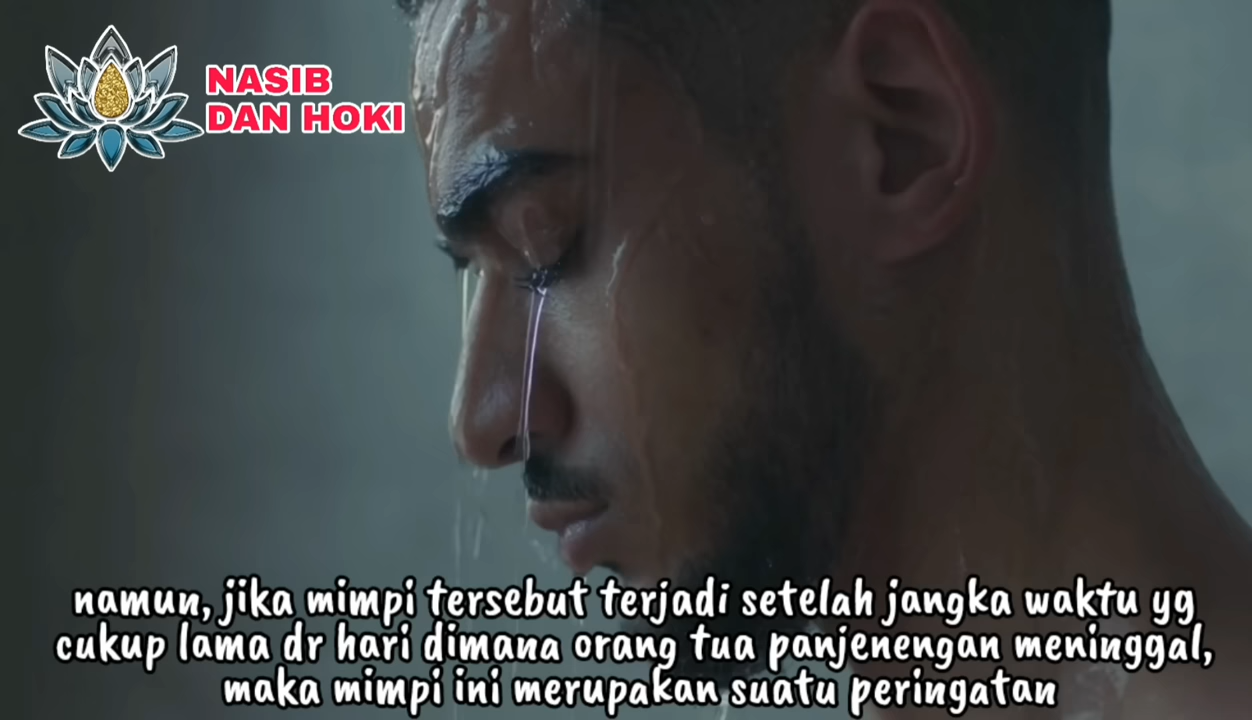 NASIB
DAN HOKI
namun, jika mimpi tersebut terjadi setelah jangka waktu yg
cukup lama dr hari dimana orang tua panjenengan meninggal,
maka mimpi ini merupakan suatu peringatan